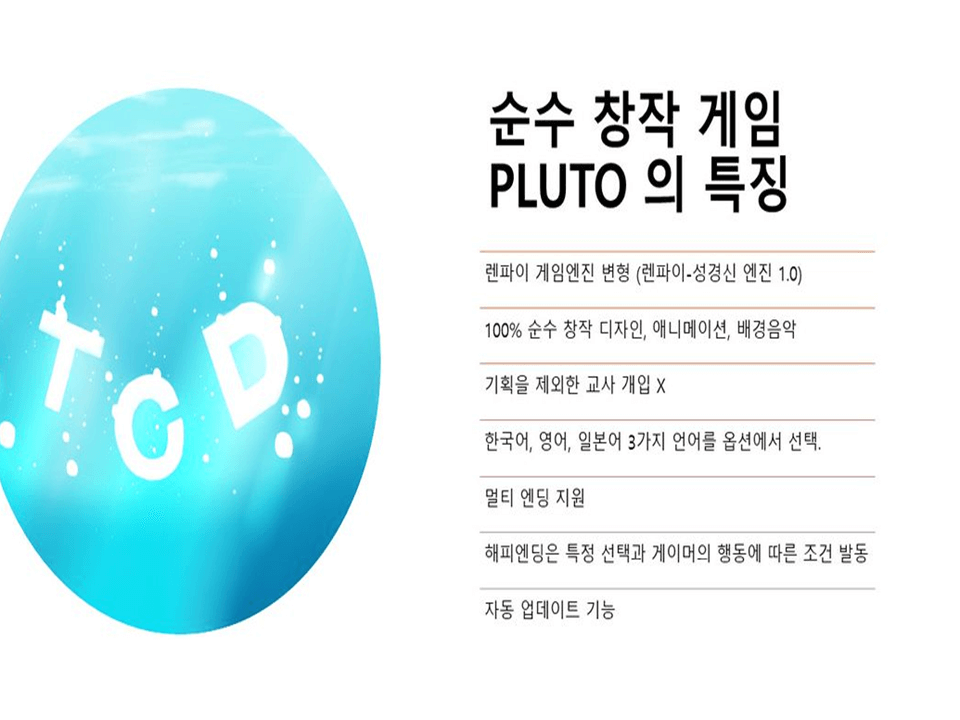 TCD
순수 창작 게임
PLUTO 의 특징
렌파이 게임엔진 변형 (렌파이-성경신 엔진 1.0)
100% 순수 창작 디자인, 애니메이션, 배경음악
기획을 제외한 교사 개입 X
한국어, 영어, 일본어 3가지 언어를 옵션에서 선택.
멀티 엔딩 지원
해피엔딩은 특정 선택과 게이머의 행동에 따른 조건 발동
자동 업데이트 기능